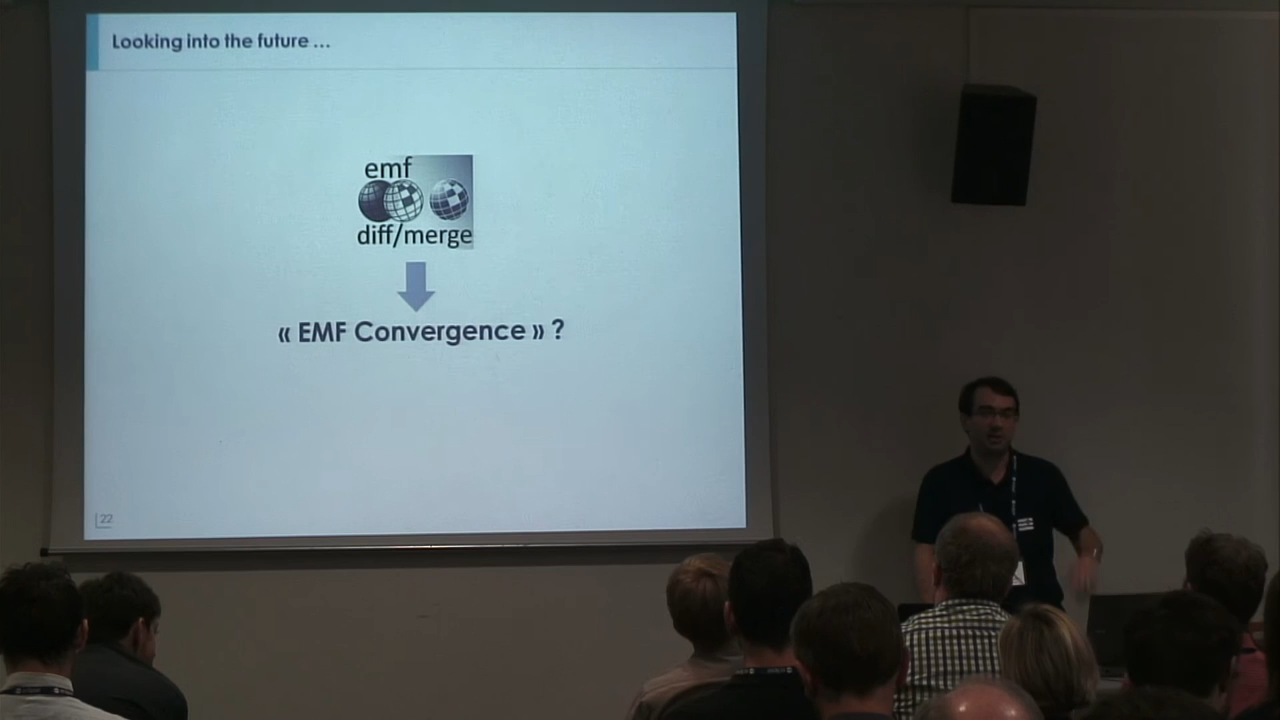 Looking into the future ...
emf
diff/merge
« EMF Convergence » ?
22